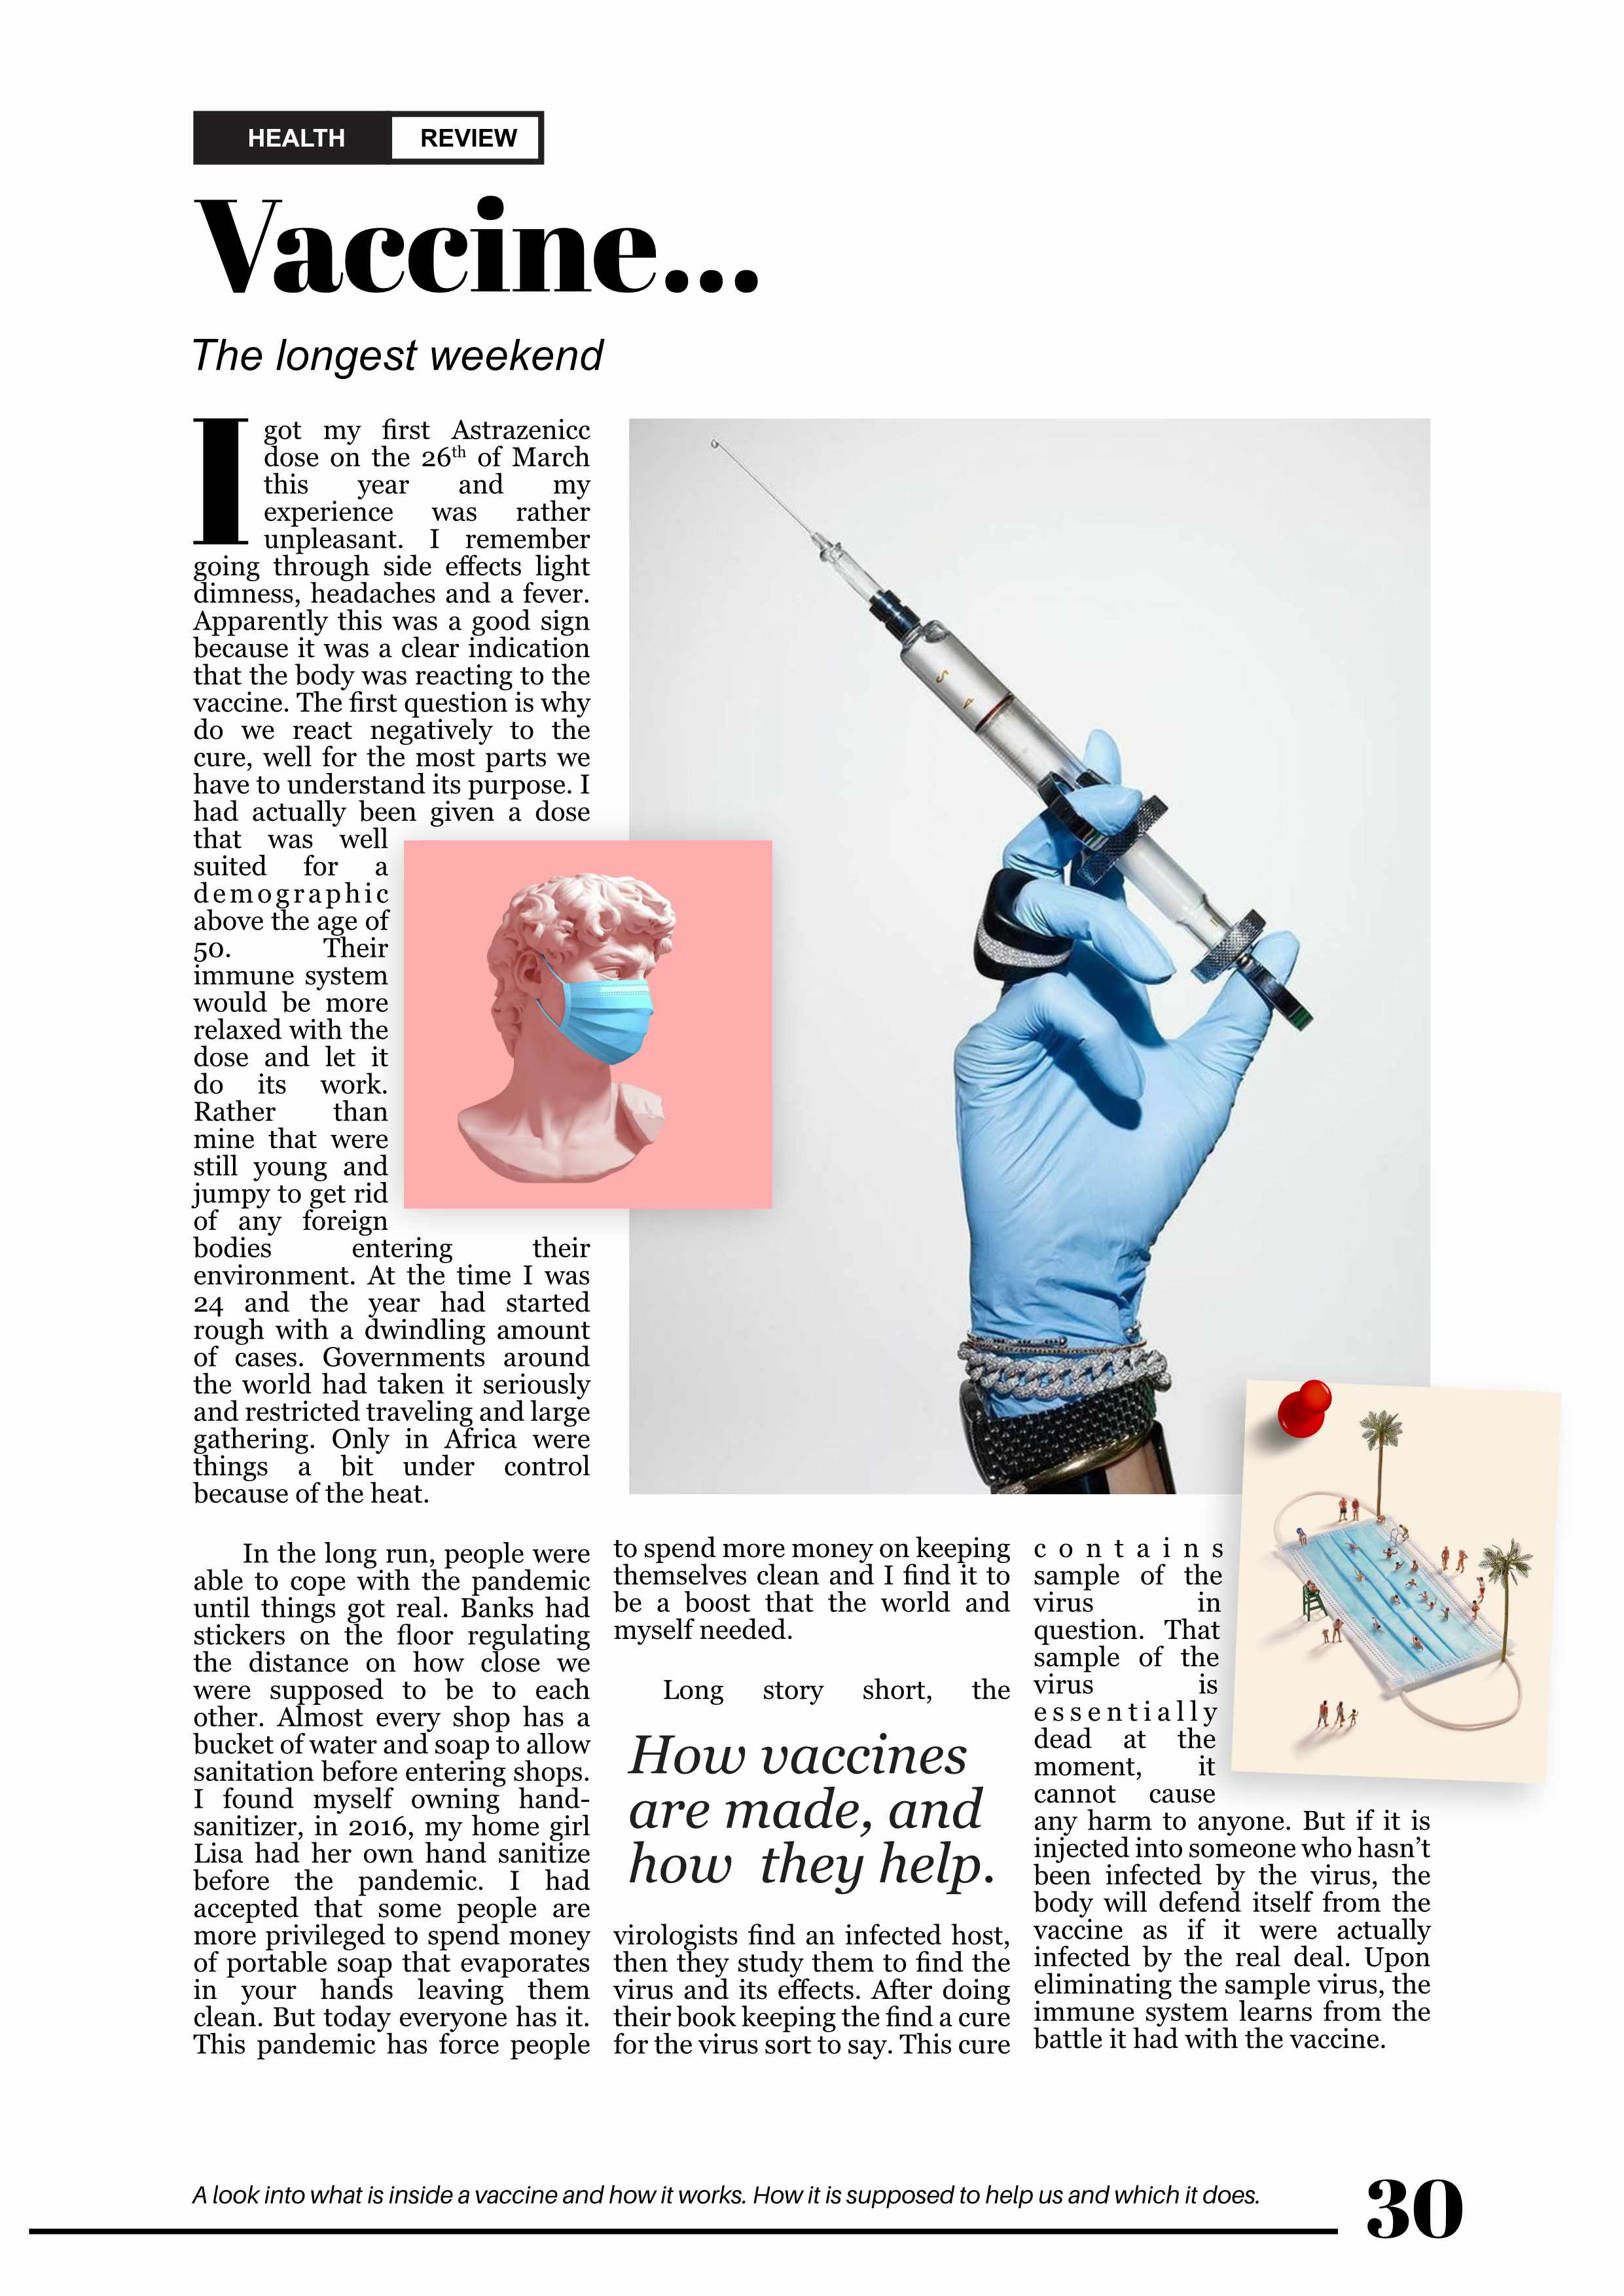 HEALTH REVIEW
Vaccine...
The longest weekend
I got my first Astrazenicc
dose on the 26th of March
this year and my
experience was rather
unpleasant. I remember
going through side effects light
dimness, headaches and a fever.
Apparently this was a good sign
because it was a clear indication
that the body was reacting to the
vaccine. The first question is why
do we react negatively to the
cure, well for the most parts we
have to understand its purpose. I
had actually been given a dose
that was well
suited for a
demographic
above the age of
50. Their
immune system
would be more
relaxed with the
dose and let it
do its work.
Rather than
mine that were
still young and
jumpy to get rid
of any foreign
bodies entering their
environment. At the time I was
24 and the year had started
rough with a dwindling amount
of cases. Governments around
the world had taken it seriously
and restricted traveling and large
gathering. Only in Africa were
things a bit under control
because of the heat.
In the long run, people were
able to cope with the pandemic
until things got real. Banks had
stickers on the floor regulating
the distance on how close we
were supposed to be to each
other. Almost every shop has a
bucket of water and soap to allow
sanitation before entering shops.
I found myself owning hand-
sanitizer, in 2016, my home girl
Lisa had her own hand sanitize
before the pandemic. I had
accepted that some people are
more privileged to spend money
of portable soap that evaporates
in your hands leaving them
clean. But today everyone has it.
This pandemic has force people
to spend more money on keeping
themselves clean and I find it to
be a boost that the world and
myself needed.
Long story short, the
How vaccines
are made, and
how they help.
virologists find an infected host,
then they study them to find the
virus and its effects. After doing
their book keeping the find a cure
for the virus sort to say. This cure
contains
sample of the
virus in
question. That
sample of the
virus is
essentially
dead at the
moment, it
cannot cause
any harm to anyone. But if it is
injected into someone who hasn't
been infected by the virus, the
body will defend itself from the
vaccine as if it were actually
infected by the real deal. Upon
eliminating the sample virus, the
immune system learns from the
battle it had with the vaccine.
A look into what is inside a vaccine and how it works. How it is supposed to help us and which it does.
30